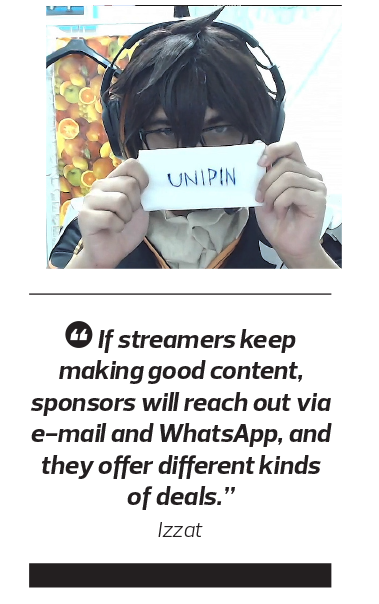 UNIPIN
“ If streamers keep
making good content,
sponsors will reach out via
e-mail and WhatsApp, and
they offer different kinds
of deals.”
Izzat